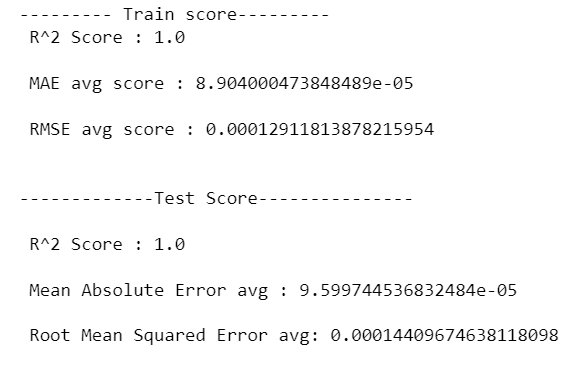 --------- Train score---------
R^2 Score : 1.0
MAE avg score : 8.904000473848489e-05
RMSE avg score : 0.00012911813878215954
-------------Test Score---------------
R^2 Score : 1.0
Mean Absolute Error avg : 9.599744536832484e-05
Root Mean Squared Error avg: 0.00014409674638118098